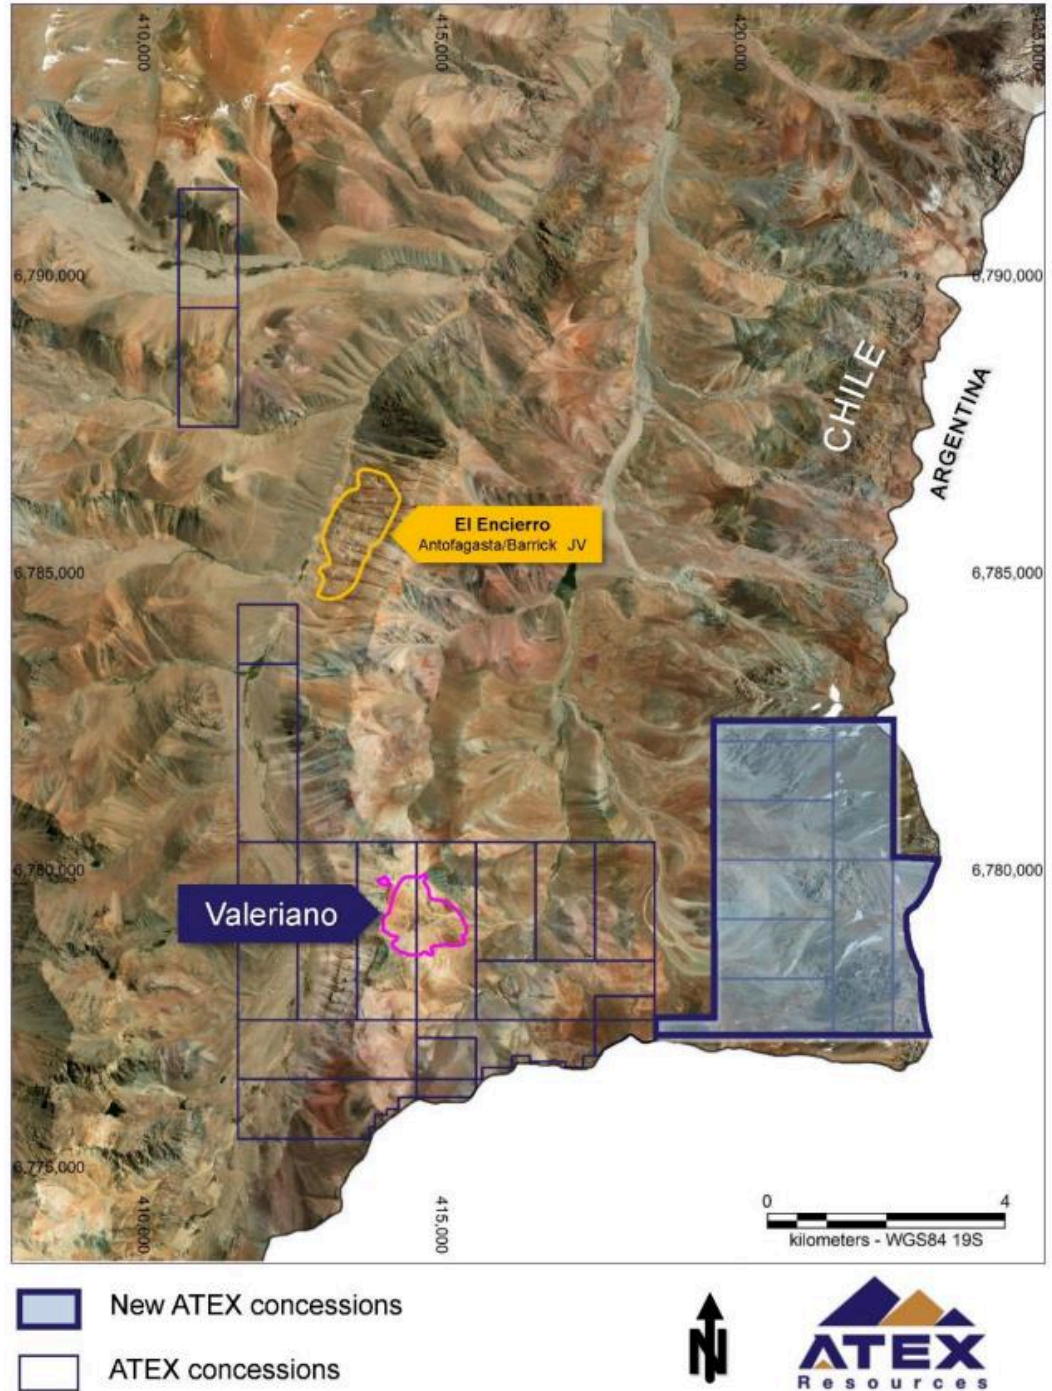 410,000
415,000
420,000
425,000
6,790,000
6,790,000
CHILE
ARGENTINA
El Encierro
Antofagasta/Barrick JV
6,785,000
6,785,000
6,780,000
6,780,000
Valeriano
6,775,000
410,000
415,000
0 4
kilometers - WGS84 19S
New ATEX concessions
N
ATEX
Resources
ATEX concessions